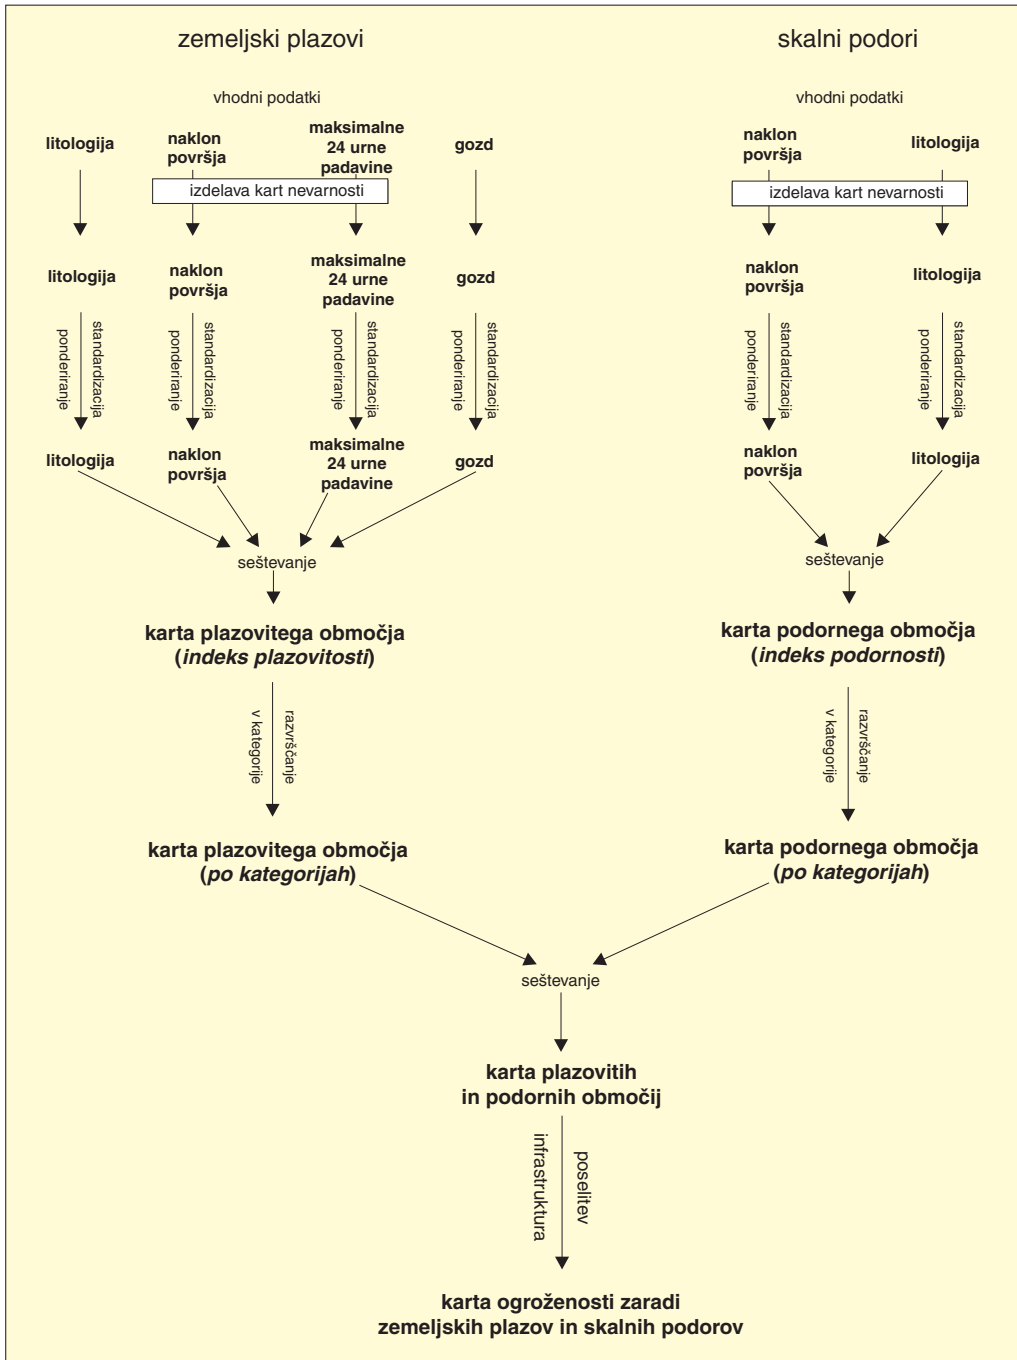 zemeljski plazovi
skalni podori
vhodni podatki
vhodni podatki
litologija
naklon
površja
maksimalne
24 urne
padavine
gozd
naklon
površja
litologija
izdelava kart nevarnosti
izdelava kart nevarnosti
litologija
naklon
površja
maksimalne
24 urne
padavine
gozd
naklon
površja
litologija
ponderiranje
standardizacija
ponderiranje
standardizacija
ponderiranje
standardizacija
ponderiranje
standardizacija
ponderiranje
standardizacija
ponderiranje
standardizacija
litologija
naklon
površja
maksimalne
24 urne
padavine
gozd
naklon
površja
litologija
seštevanje
seštevanje
karta plazovitega območja
(indeks plazovitosti)
karta podornega območja
(indeks podornosti)
v kategorije
razvrščanje
v kategorije
razvrščanje
karta plazovitega območja
(po kategorijah)
karta podornega območja
(po kategorijah)
seštevanje
karta plazovitih
in podornih območij
infrastruktura
poselitev
karta ogroženosti zaradi
zemeljskih plazov in skalnih podorov